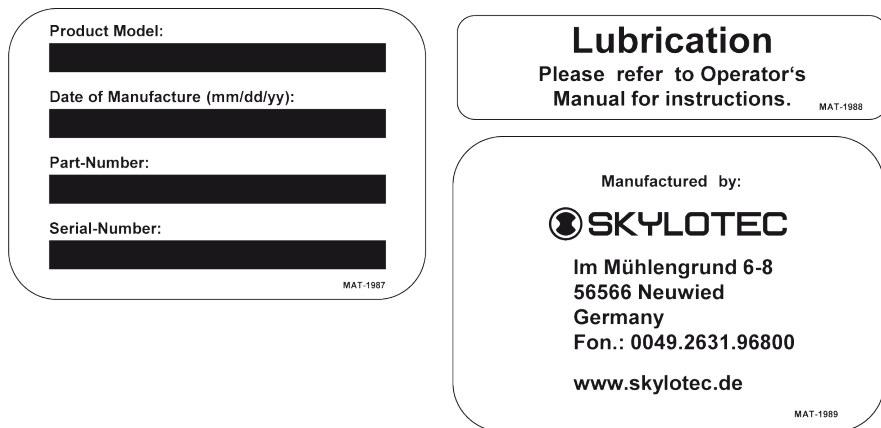 Product Model:
Date of Manufacture (mm/dd/yy):
Part-Number:
Serial-Number:
MAT-1987
Lubrication
Please refer to Operator‘s
Manual for instructions.
MAT-1988
Manufactured by:
SKYLOTEC
Im Mühlengrund 6-8
56566 Neuwied
Germany
Fon.: 0049.2631.96800
www.skylotec.de
MAT-1989